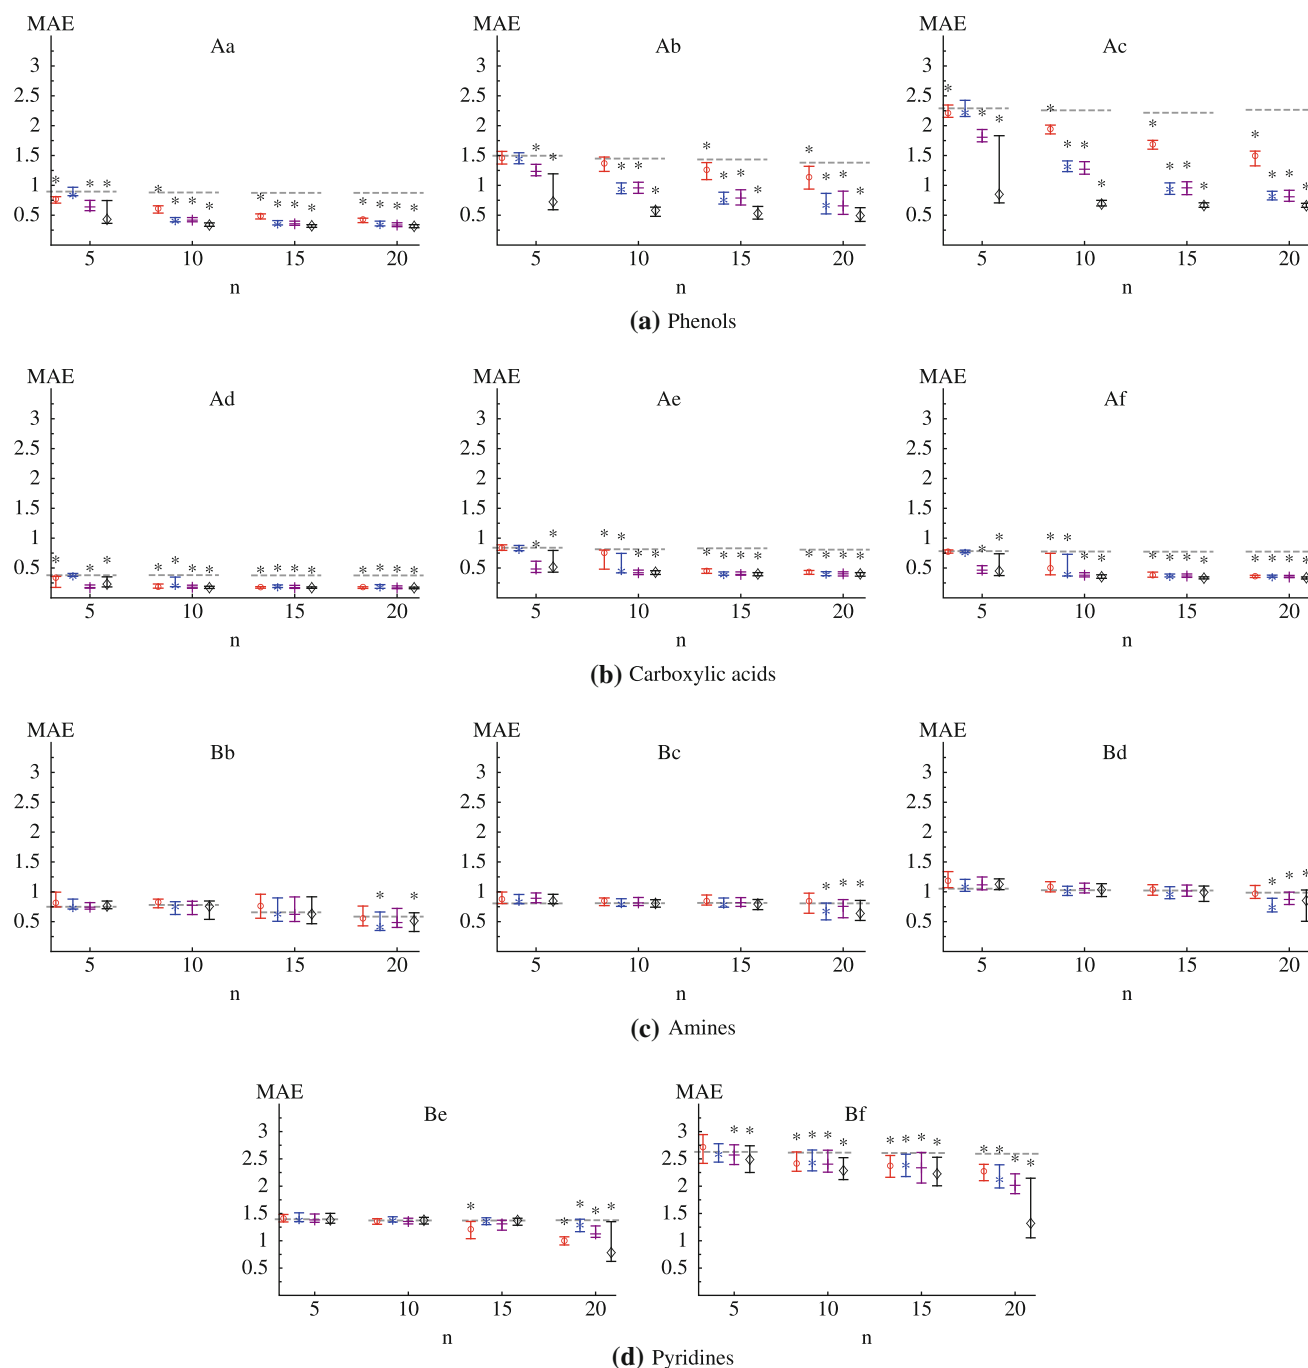 MAE MAE MAE
Aa Ab Ac
3 3 3
2.5 2.5 2.5
2 2 2
1.5 1.5 1.5
1 1 1
0.5 0.5 0.5
5 10 15 20 5 10 15 20 5 10 15 20
n n n
(a) Phenols
MAE MAE MAE
Ad Ae Af
3 3 3
2.5 2.5 2.5
2 2 2
1.5 1.5 1.5
1 1 1
0.5 0.5 0.5
5 10 15 20 5 10 15 20 5 10 15 20
n n n
(b) Carboxylic acids
MAE MAE MAE
Bb Bc Bd
3 3 3
2.5 2.5 2.5
2 2 2
1.5 1.5 1.5
1 1 1
0.5 0.5 0.5
5 10 15 20 5 10 15 20 5 10 15 20
n n n
(c) Amines
MAE MAE
Be Bf
3 3
2.5 2.5
2 2
1.5 1.5
1 1
0.5 0.5
5 10 15 20 5 10 15 20
n n
(d) Pyridines